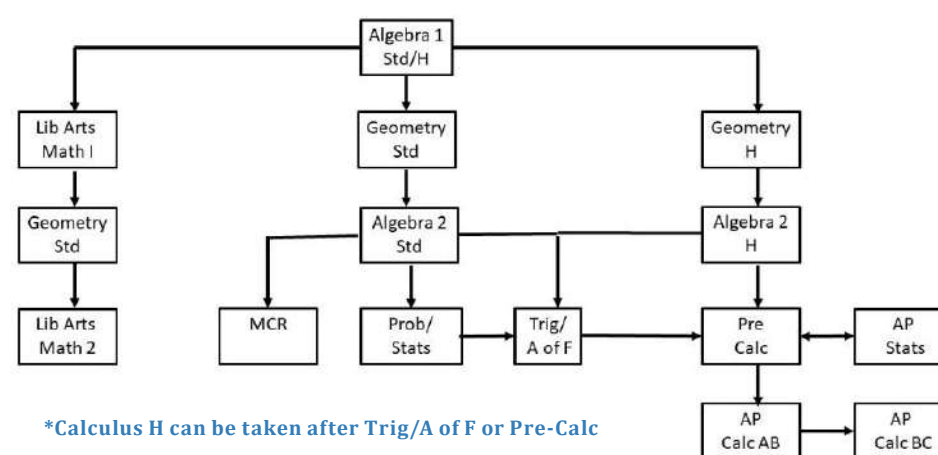 Algebra 1
Std/H
Lib Arts
Math I
Geometry
Std
Geometry
H
Geometry
Std
Algebra 2
Std
Algebra 2
H
Lib Arts
Math 2
MCR
Prob/
Stats
Trig/
A of F
Pre
Calc
AP
Stats
*Calculus H can be taken after Trig/A of F or Pre-Calc
AP
Calc AB
AP
Calc BC